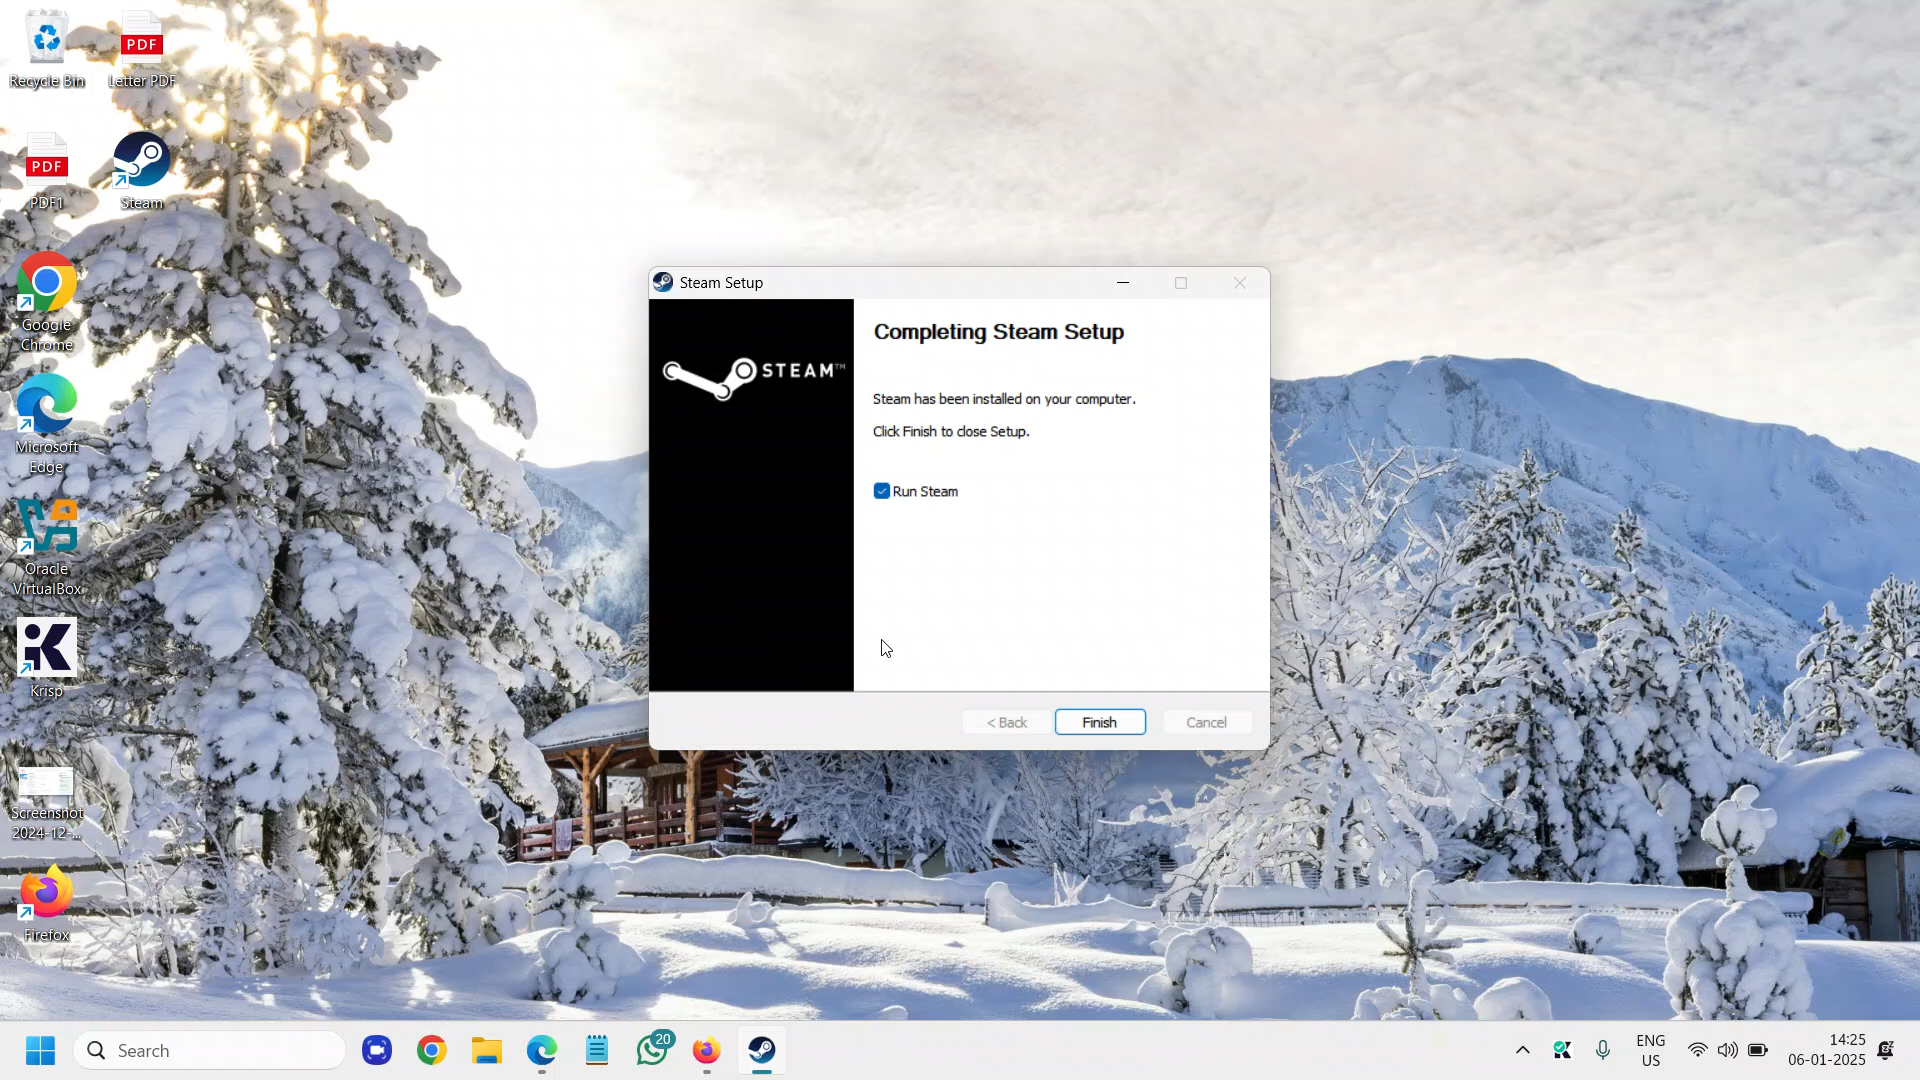 Recycle Bin
PDF
Letter PDF
PDF
PDF1
Steam
Google
Chrome
Microsoft
Edge
Oracle
VirtualBox
Krisp
Screenshot
2024-12-...
Firefox
Steam Setup
STEAM™
Completing Steam Setup
Steam has been installed on your computer.
Click Finish to close Setup.
Run Steam
< Back
Finish
Cancel
Search
20
ENG
US
14:25
06-01-2025